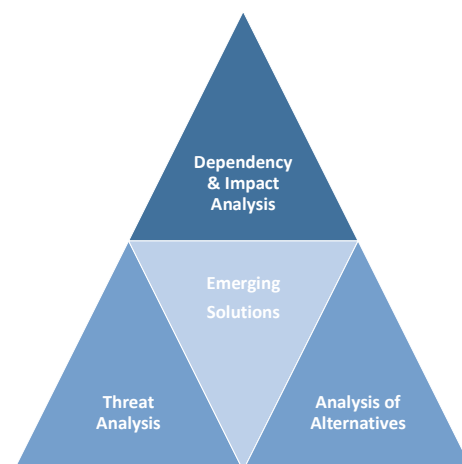 Dependency
& Impact
Analysis
Emerging
Solutions
Threat
Analysis
Analysis of
Alternatives